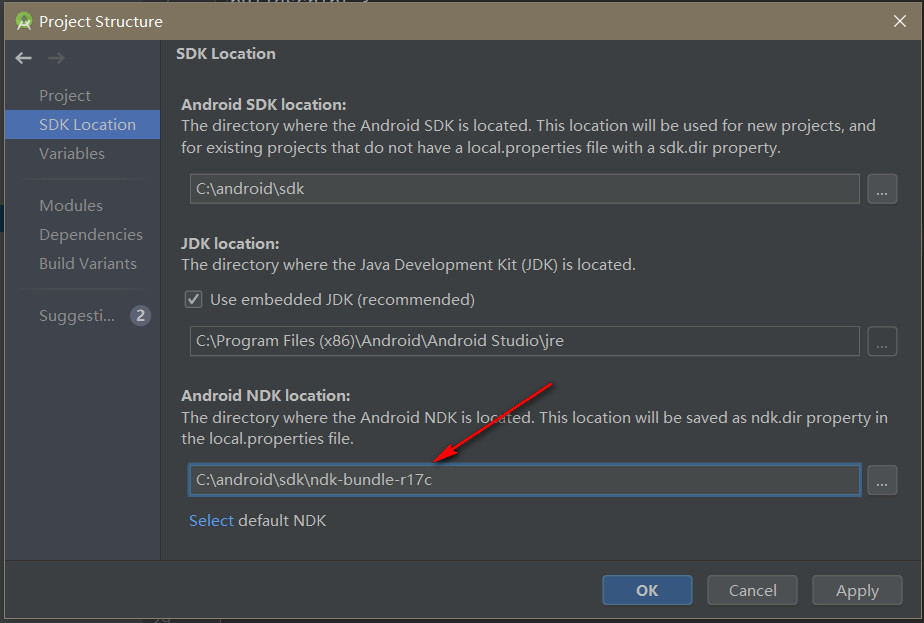 Project Structure
SDK Location
Project
SDK Location
Variables
Modules
Dependencies
Build Variants
Suggesti... 2
Android SDK location:
The directory where the Android SDK is located. This location will be used for new projects, and
for existing projects that do not have a local.properties file with a sdk.dir property.
C:\android\sdk
...
JDK location:
The directory where the Java Development Kit (JDK) is located.
Use embedded JDK (recommended)
C:\Program Files (x86)\Android\Android Studio\jre
...
Android NDK location:
The directory where the Android NDK is located. This location will be saved as ndk.dir property in
the local.properties file.
C:\android\sdk\ndk-bundle-r17c
...
Select default NDK
OK
Cancel
Apply